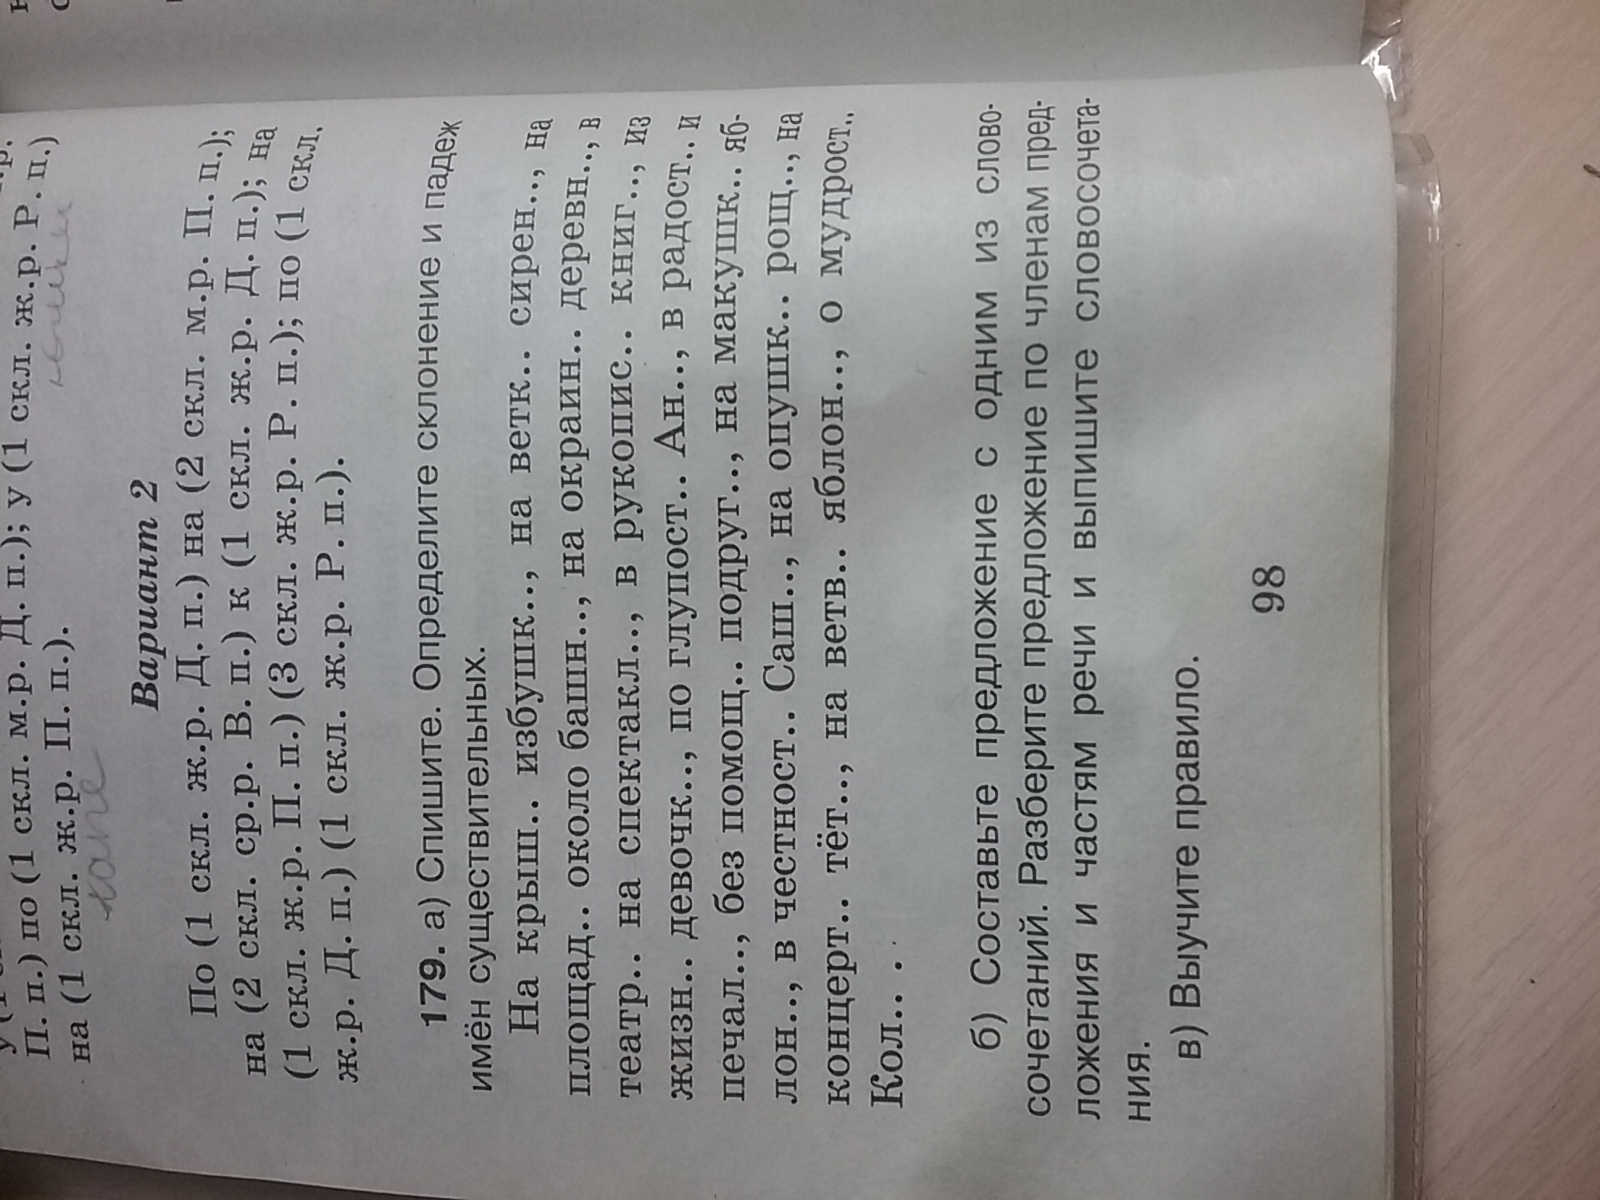 П. п.) по (1 скл. м.р. Д. п.); у (1 скл. ж.р. Р. п.)
на (1 скл. ж.р. П. п.).
Вариант 2
По (1 скл. ж.р. Д. п.) на (2 скл. м.р. П. п.);
на (2 скл. ср.р. В. п.) к (1 скл. ж.р. Д. п.); на
(1 скл. ж.р. П. п.) (3 скл. ж.р. Р. п.); по (1 скл.
ж.р. Д. п.) (1 скл. ж.р. Р. п.).
179. а) Спишите. Определите склонение и падеж
имён существительных.
На крыш.. избушк.., на ветк.. сирен.., на
площад.. около башн.., на окраин.. деревн.., в
театр.. на спектакл.., в рукопис.. книг.., из
жизн.. девочк.., по глупост.. Ан.., в радост.. и
печал.., без помощ.. подруг.., на макушк.. яб-
лон.., в честност.. Саш.., на опушк.. рощ.., на
концерт.. тёт.., на ветв.. яблон.., о мудрост..
Кол.. .
б) Составьте предложение с одним из слово-
сочетаний. Разберите предложение по членам пред-
ложения и частям речи и выпишите словосочета-
ния.
в) Выучите правило.
98